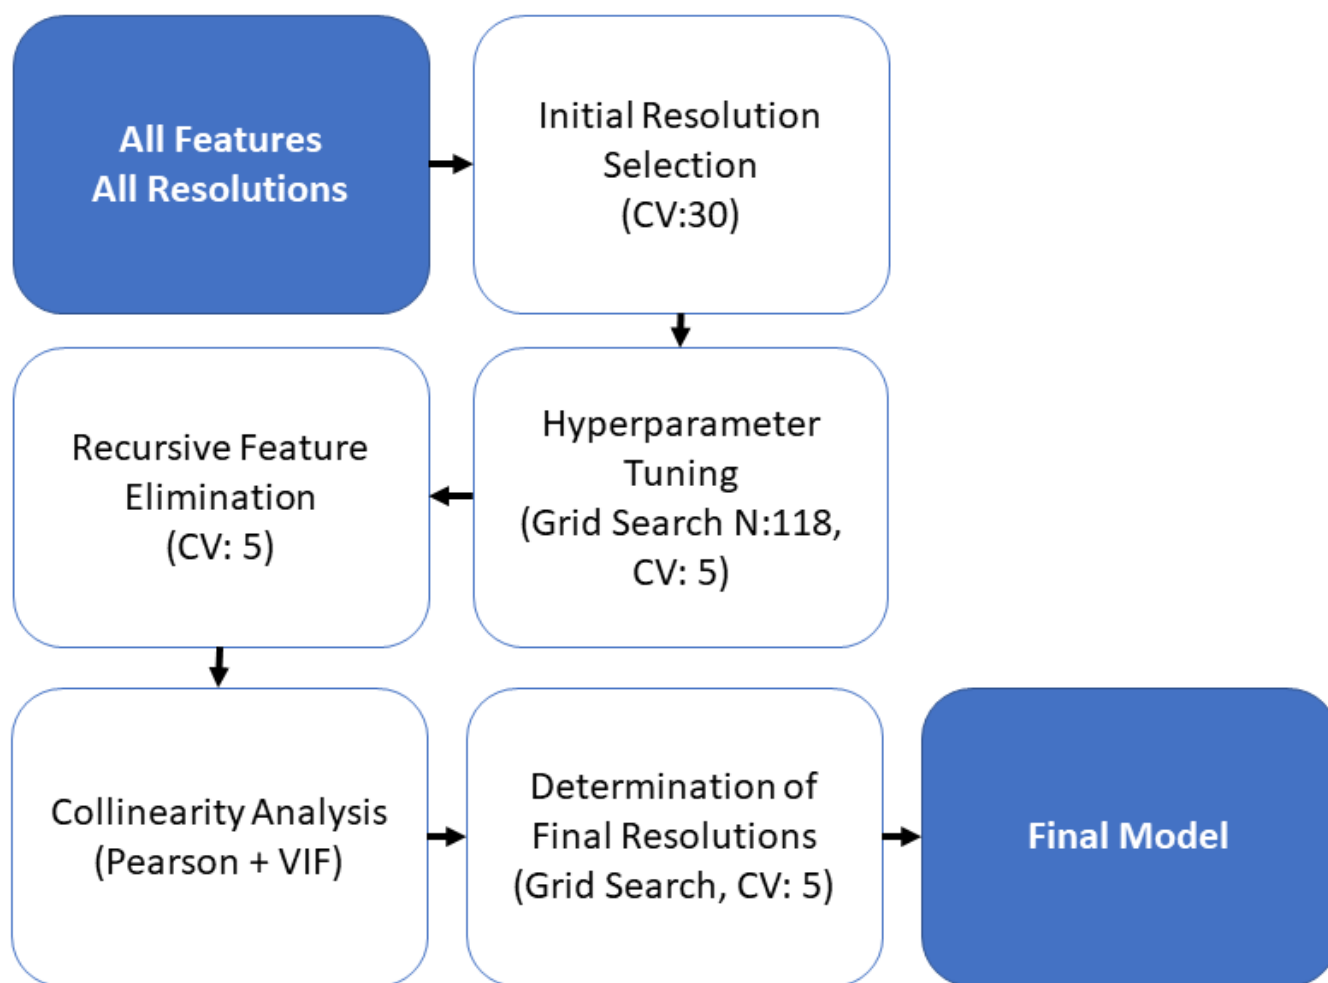 All Features
All Resolutions
Initial Resolution
Selection
(CV:30)
Hyperparameter
Tuning
(Grid Search N:118,
CV: 5)
Recursive Feature
Elimination
(CV: 5)
Collinearity Analysis
(Pearson + VIF)
Determination of
Final Resolutions
(Grid Search, CV: 5)
Final Model